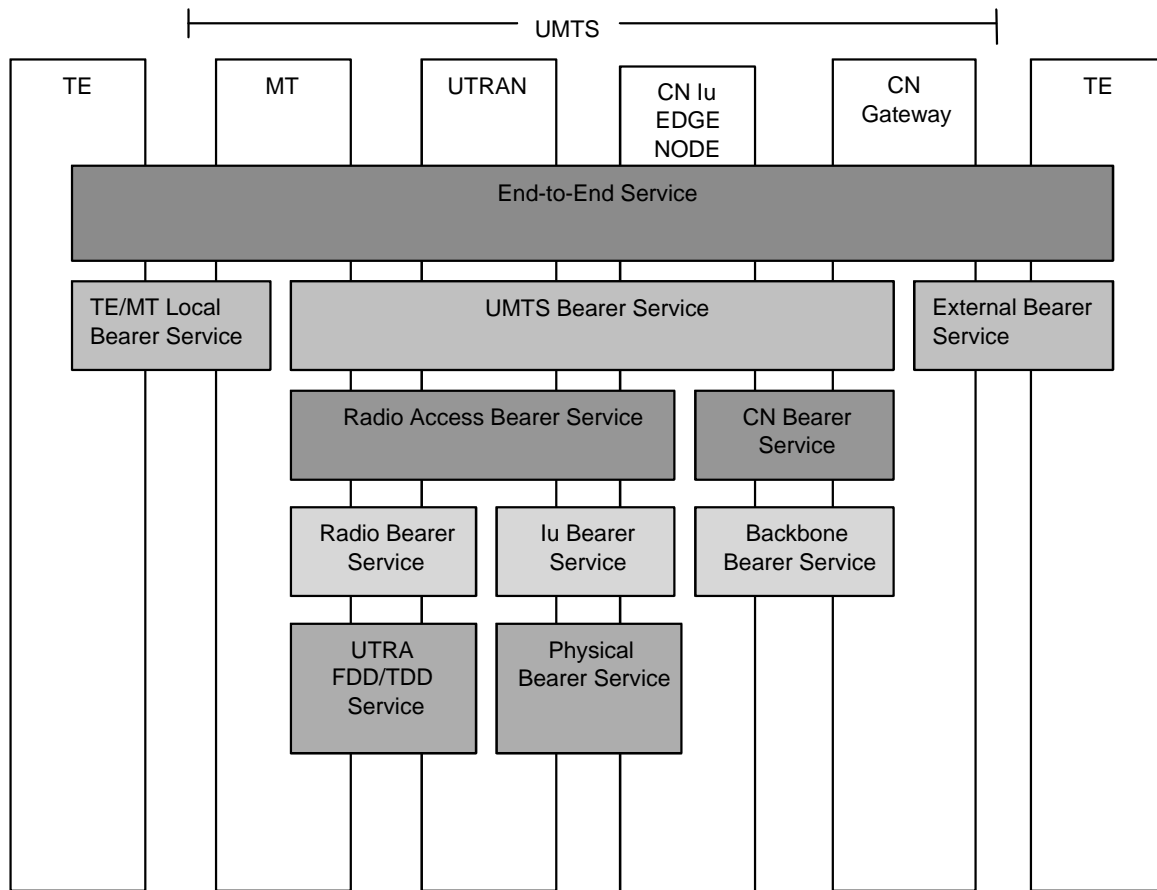 UMTS
TE
MT
UTRAN
CN Iu
EDGE
NODE
CN
Gateway
TE
End-to-End Service
TE/MT Local
Bearer Service
UMTS Bearer Service
External Bearer
Service
Radio Access Bearer Service
CN Bearer
Service
Radio Bearer
Service
Iu Bearer
Service
Backbone
Bearer Service
UTRA
FDD/TDD
Service
Physical
Bearer Service